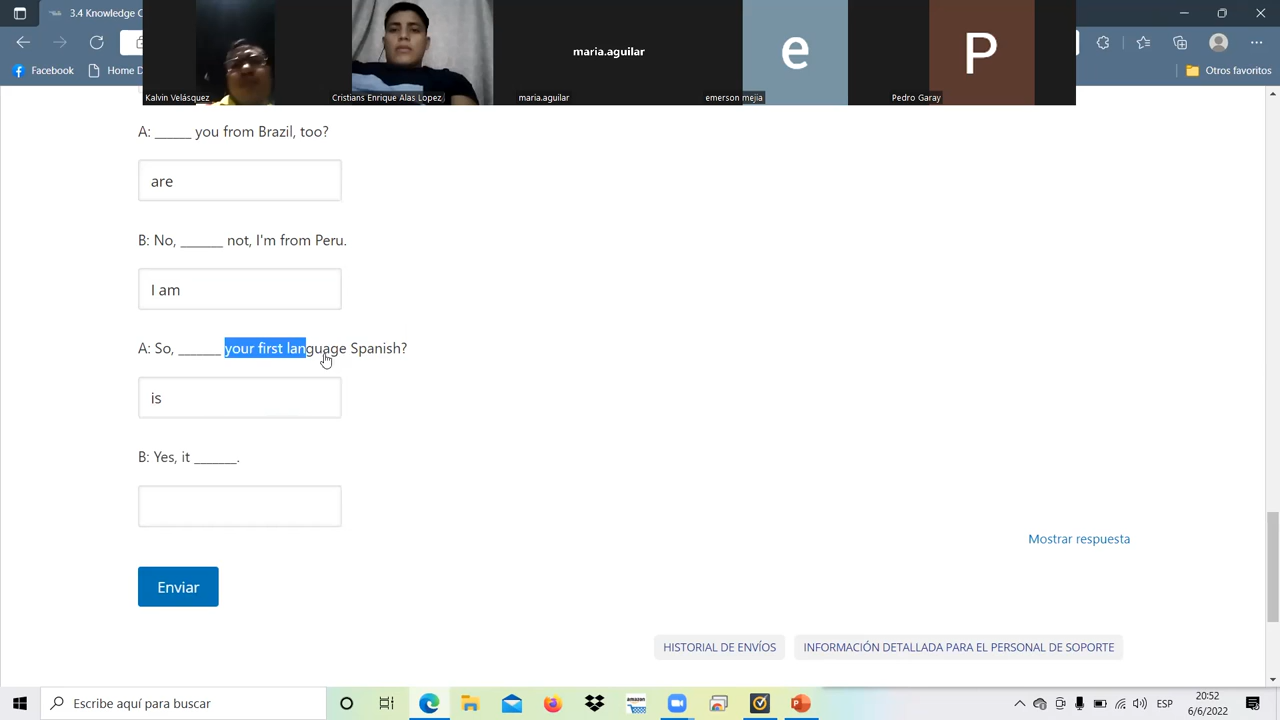 3.4 Knowledge
Facebook
Home D
Otros favoritos
maria.aguilar
e
P
Kalvin Velásquez
Cristians Enrique Alas Lopez
maria.aguilar
emerson mejia
Pedro Garay
A: _____ you from Brazil, too?
are
B: No, ______ not, I'm from Peru.
I am
A: So, ______ your first language Spanish?
is
B: Yes, it ______.
Mostrar respuesta
Enviar
HISTORIAL DE ENVÍOS
INFORMACIÓN DETALLADA PARA EL PERSONAL DE SOPORTE
Escribe aquí para buscar
amazon
ESP
20:52
6/6/2022